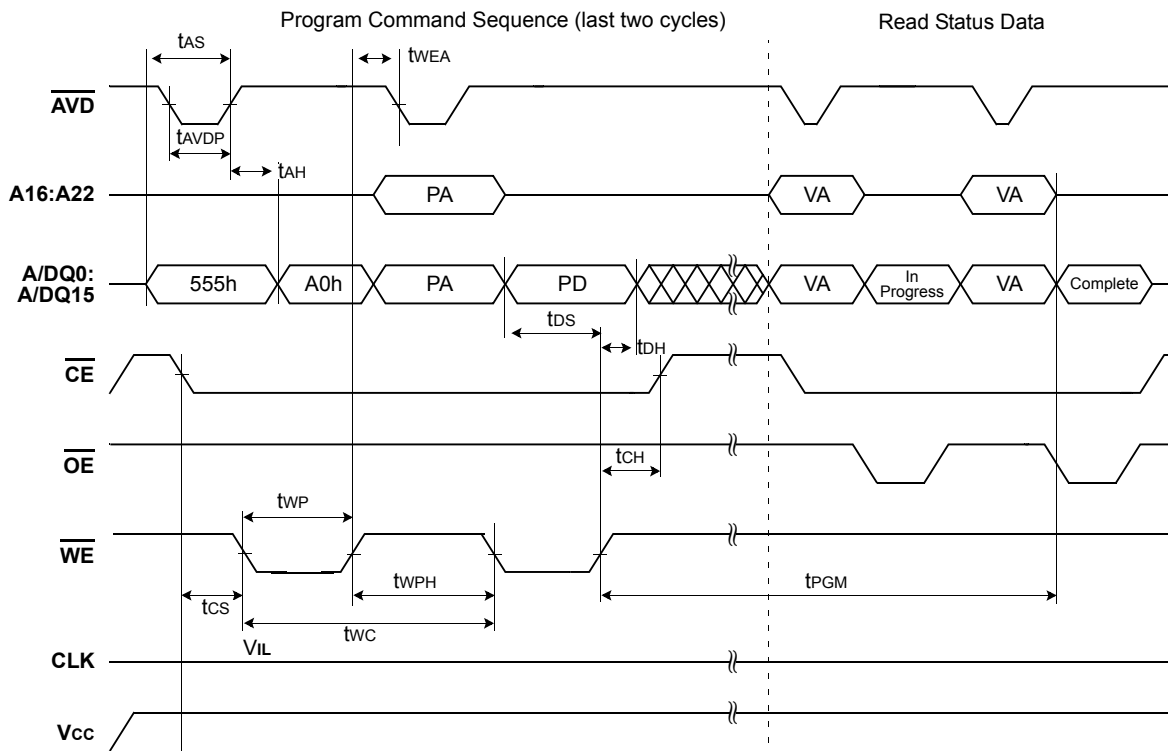 Program Command Sequence (last two cycles)
Read Status Data
tAS
tWEA
AVD
tAVDP
tAH
A16:A22
PA
VA
VA
A/DQ0:
A/DQ15
555h
A0h
PA
PD
VA
In
Progress
VA
Complete
tDS
tDH
CE
OE
tCH
tWP
WE
tWPH
tPGM
tCS
tWC
VIL
CLK
Vcc